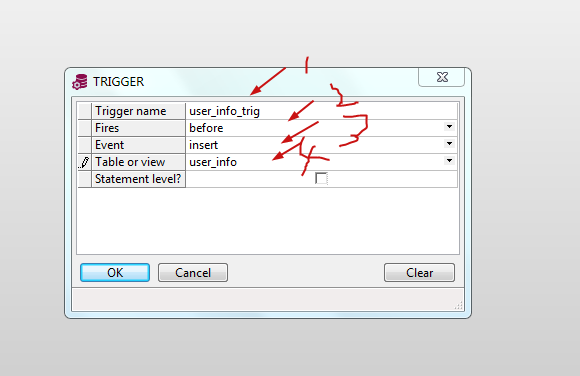 TRIGGER
1
Trigger name user_info_trig
2
Fires before
3
Event insert
4
Table or view user_info
Statement level?
OK Cancel Clear